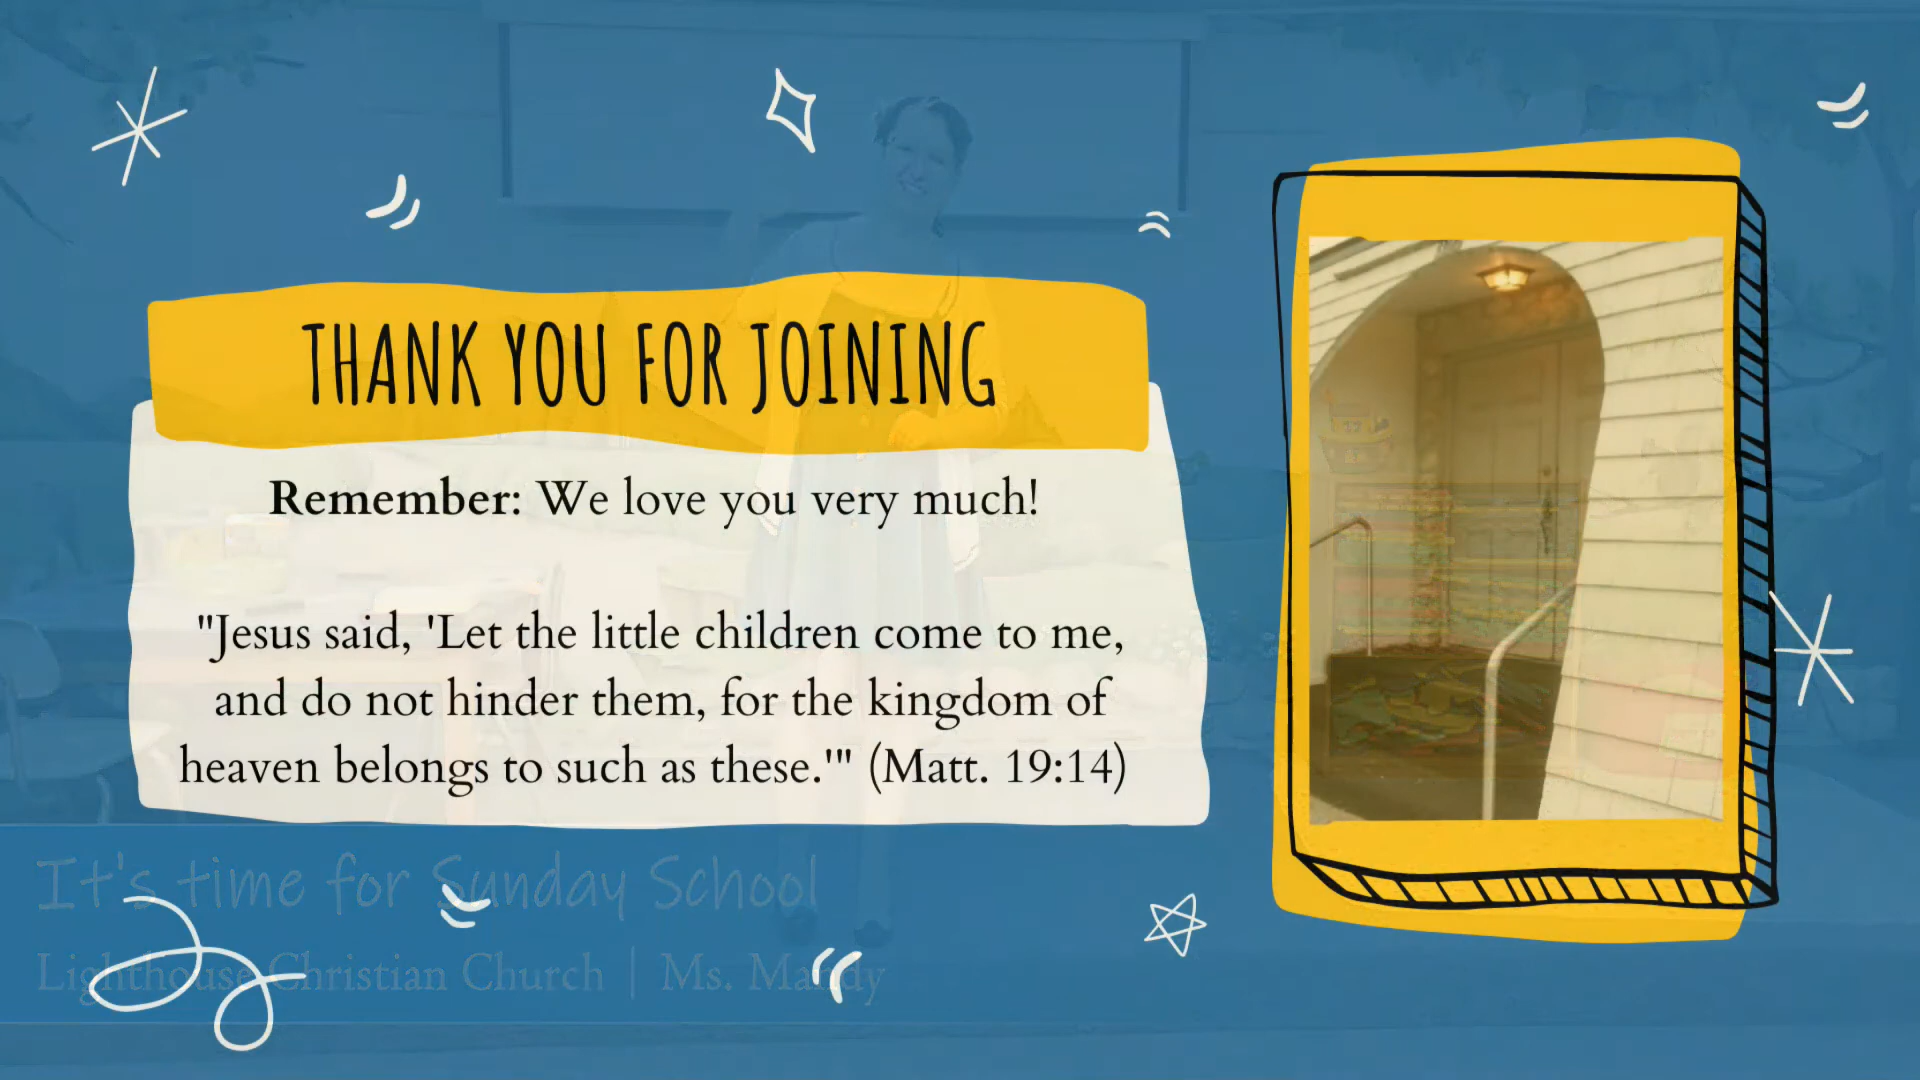 THANK YOU FOR JOINING
Remember: We love you very much!
"Jesus said, 'Let the little children come to me,
and do not hinder them, for the kingdom of
heaven belongs to such as these.'" (Matt. 19:14)
It's time for Sunday School
Lighthouse Christian Church | Ms. Mandy